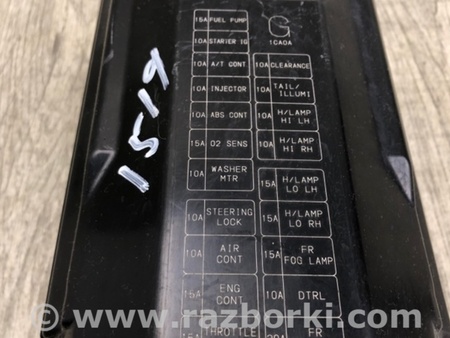 15A FUEL PUMP
10A STARTER IG
10A A/T CONT
10A INJECTOR
10A ABS CONT
15A O2 SENS
10A WASHER
MTR
10A STEERING
LOCK
10A AIR
CONT
15A ENG
CONT
15A THROTTLE
G
1CA0A
10A CLEARANCE
10A TAIL/
ILLUMI
10A H/LAMP
HI LH
10A H/LAMP
HI RH
15A H/LAMP
LO LH
15A H/LAMP
LO RH
15A FR
FOG LAMP
10A DTRL
20A FR
1519
© www.razborki.com/